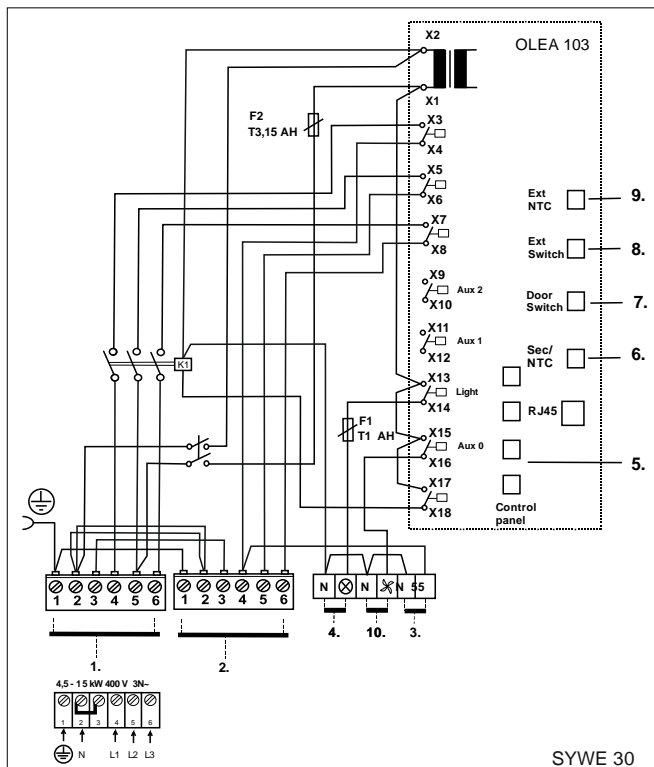 X2
OLEA 103
X1
F2
T3,15 AH
X3
X4
X5
X6
Ext
NTC
9.
X7
X8
Ext
Switch
8.
X9
Aux 2
X10
Door
Switch
7.
X11
Aux 1
X12
Sec/
NTC
6.
K1
X13
Light
X14
RJ45
F1
T1 AH
X15
Aux 0
X16
5.
X17
X18
Control
panel
1 2 3 4 5 6
1 2 3 4 5 6
N N N 55
1.
2.
4.
10.
3.
4,5 - 15 kW 400 V 3N~
1 2 3 4 5 6
N L1 L2 L3
SYWE 30